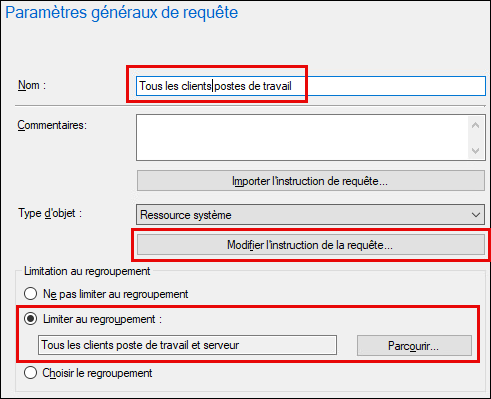 Paramètres généraux de requête
Nom : Tous les clients postes de travail
Commentaires:
Importer l'instruction de requête...
Type d'objet : Ressource système
Modifier l'instruction de la requête...
Limitation au regroupement
Ne pas limiter au regroupement
Limiter au regroupement :
Tous les clients poste de travail et serveur Parcourir...
Choisir le regroupement